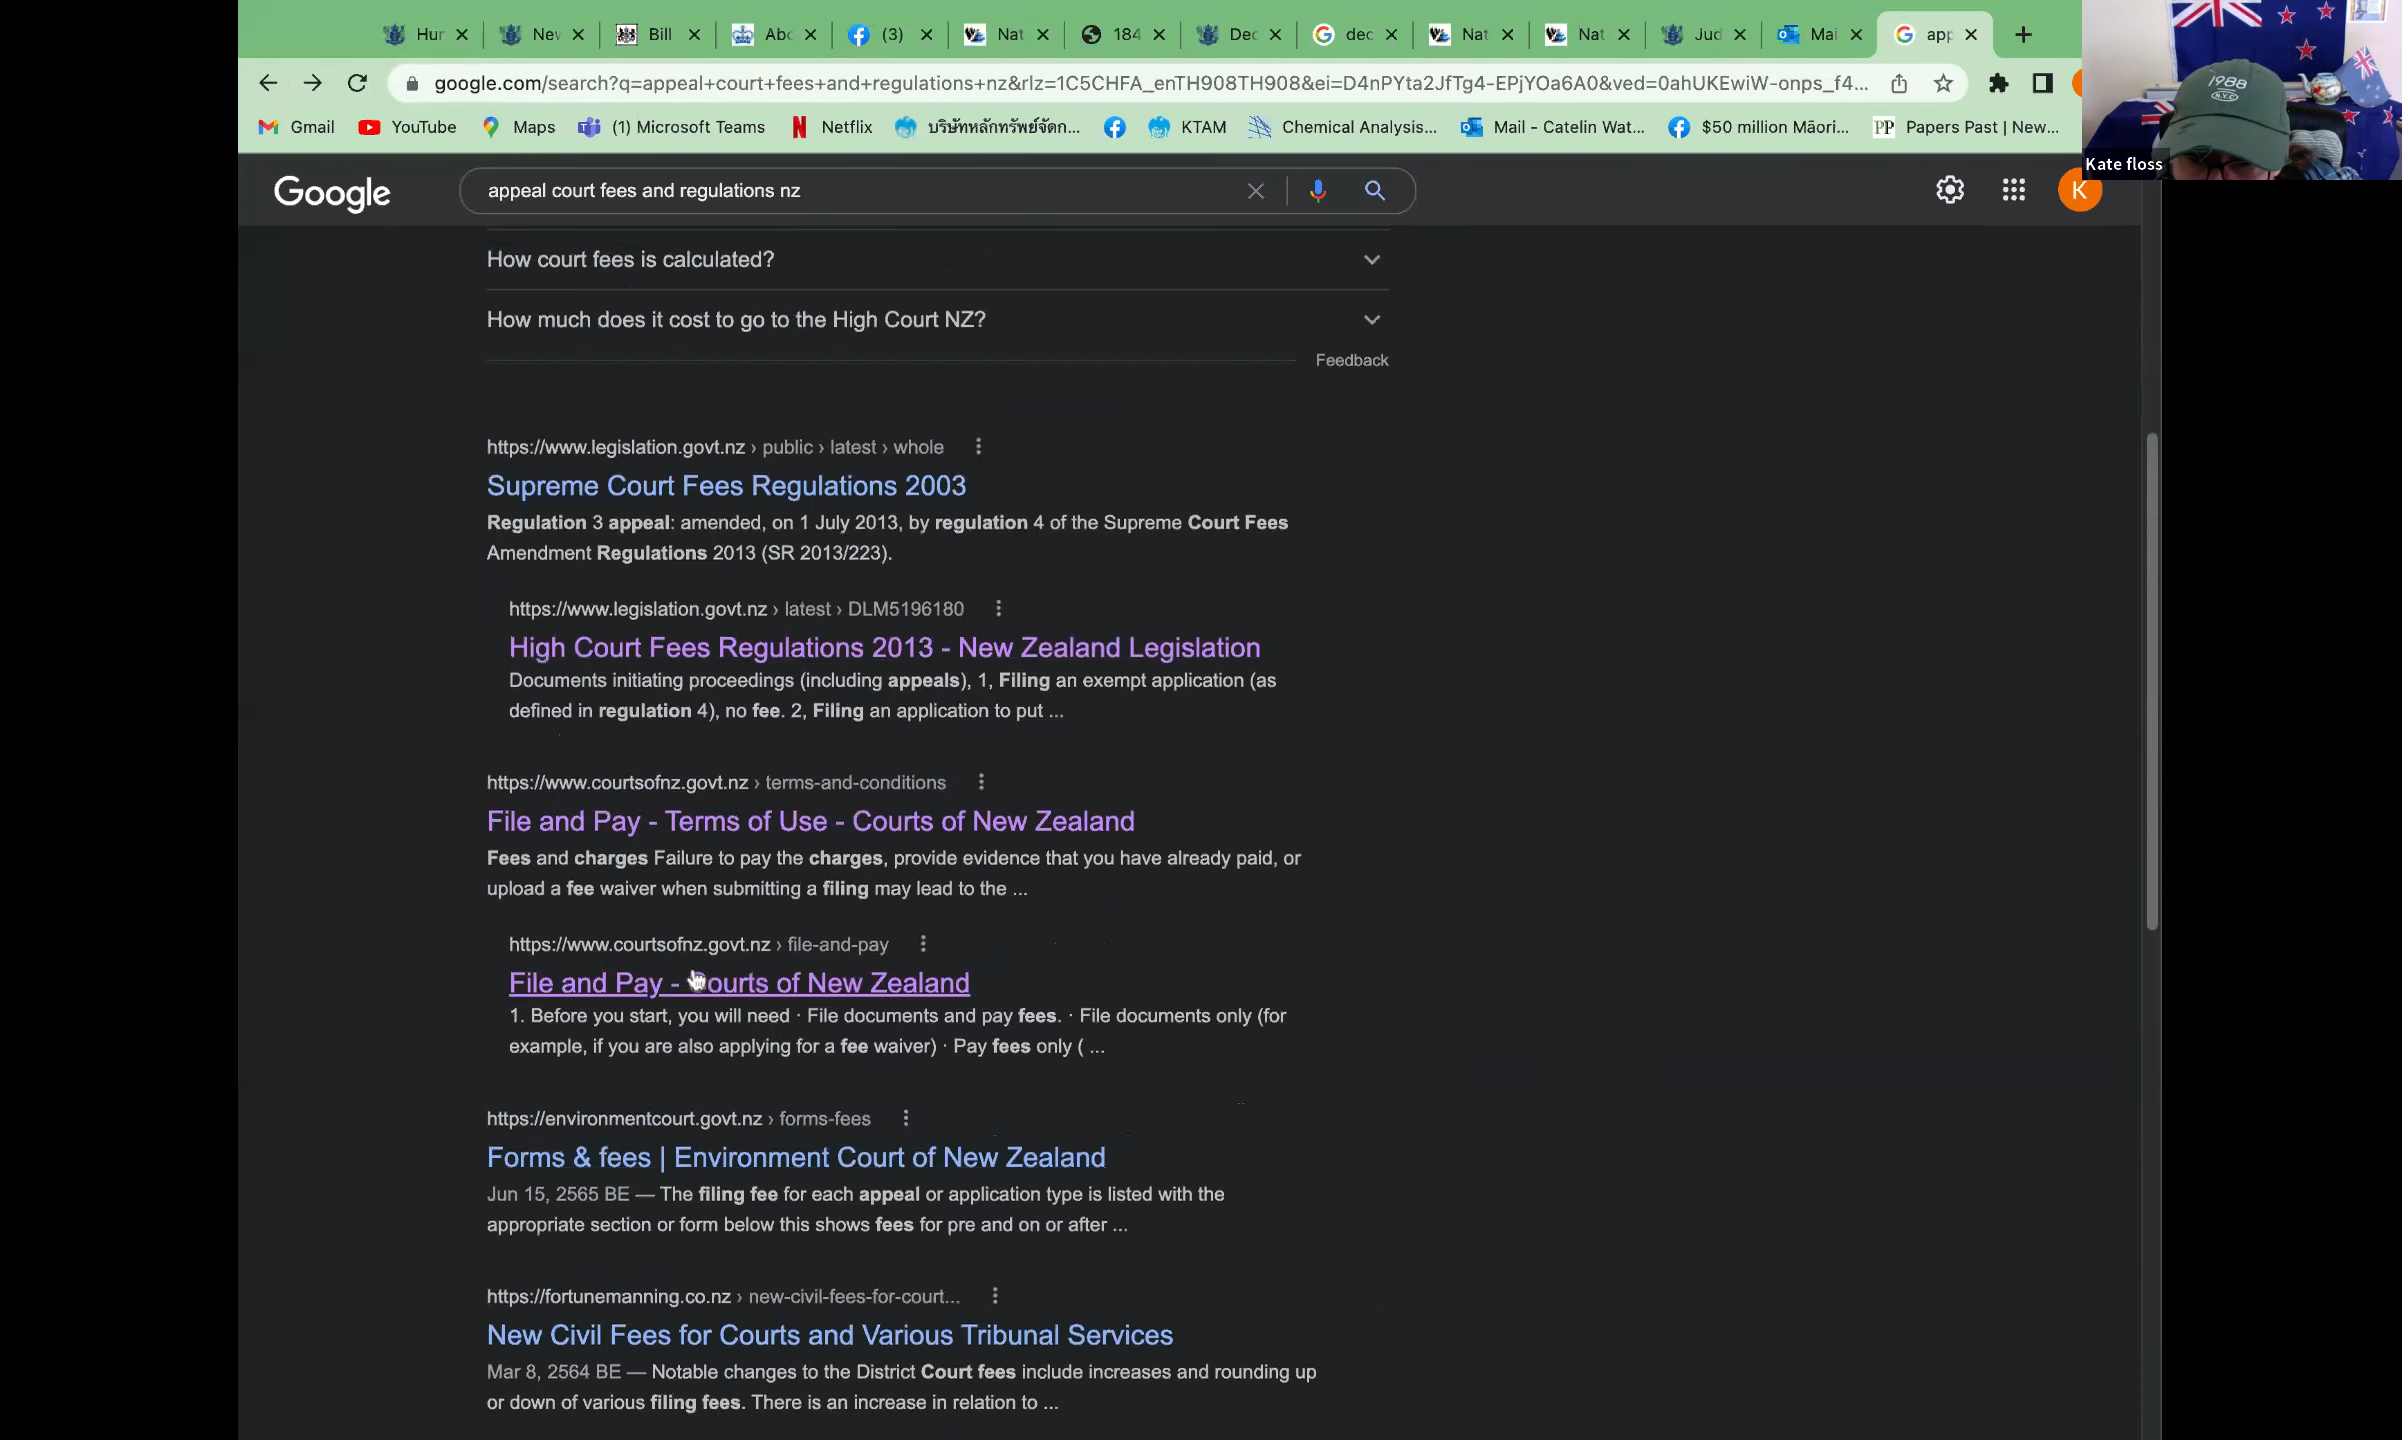 Hur
Nev
Bill
Abc
(3)
Nat
184
Dec
dec
Nat
Nat
Jud
Mai
app
google.com/search?q=appeal+court+fees+and+regulations+nz&rlz=1C5CHFA_enTH908TH908&ei=D4nPYta2JfTg4-EPjYOa6A0&ved=0ahUKEwiW-onps_f4...
Gmail YouTube Maps (1) Microsoft Teams Netflix บริษัทหลักทรัพย์จัดก... KTAM Chemical Analysis... Mail - Catelin Wat... $50 million Māori... PP Papers Past | New...
1988
N.Y.C
Kate floss
Google
appeal court fees and regulations nz
K
How court fees is calculated?
How much does it cost to go to the High Court NZ?
Feedback
https://www.legislation.govt.nz › public › latest › whole
Supreme Court Fees Regulations 2003
Regulation 3 appeal: amended, on 1 July 2013, by regulation 4 of the Supreme Court Fees
Amendment Regulations 2013 (SR 2013/223).
https://www.legislation.govt.nz › latest › DLM5196180
High Court Fees Regulations 2013 - New Zealand Legislation
Documents initiating proceedings (including appeals), 1, Filing an exempt application (as
defined in regulation 4), no fee. 2, Filing an application to put ...
https://www.courtsofnz.govt.nz › terms-and-conditions
File and Pay - Terms of Use - Courts of New Zealand
Fees and charges Failure to pay the charges, provide evidence that you have already paid, or
upload a fee waiver when submitting a filing may lead to the ...
https://www.courtsofnz.govt.nz › file-and-pay
File and Pay - Courts of New Zealand
1. Before you start, you will need · File documents and pay fees. · File documents only (for
example, if you are also applying for a fee waiver) · Pay fees only ( ...
https://environmentcourt.govt.nz › forms-fees
Forms & fees | Environment Court of New Zealand
Jun 15, 2565 BE — The filing fee for each appeal or application type is listed with the
appropriate section or form below this shows fees for pre and on or after ...
https://fortunemanning.co.nz › new-civil-fees-for-court...
New Civil Fees for Courts and Various Tribunal Services
Mar 8, 2564 BE — Notable changes to the District Court fees include increases and rounding up
or down of various filing fees. There is an increase in relation to ...